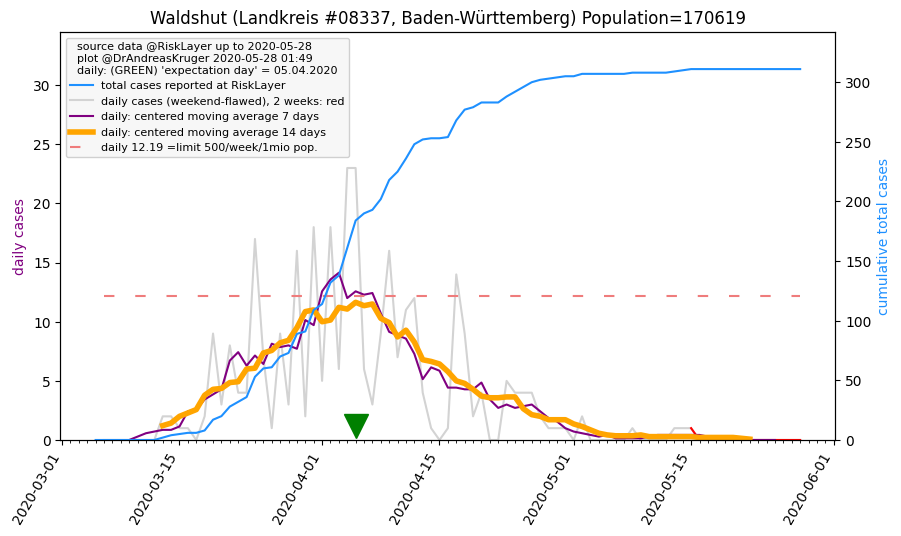 Waldshut (Landkreis #08337, Baden-Württemberg) Population=170619
source data @RiskLayer up to 2020-05-28
plot @DrAndreasKruger 2020-05-28 01:49
daily: (GREEN) 'expectation day' = 05.04.2020
total cases reported at RiskLayer
daily cases (weekend-flawed), 2 weeks: red
daily: centered moving average 7 days
daily: centered moving average 14 days
daily 12.19 =limit 500/week/1mio pop.
daily cases
30
25
20
15
10
5
0
300
250
200
150
100
50
0
cumulative total cases
2020-03-01
2020-03-15
2020-04-01
2020-04-15
2020-05-01
2020-05-15
2020-06-01